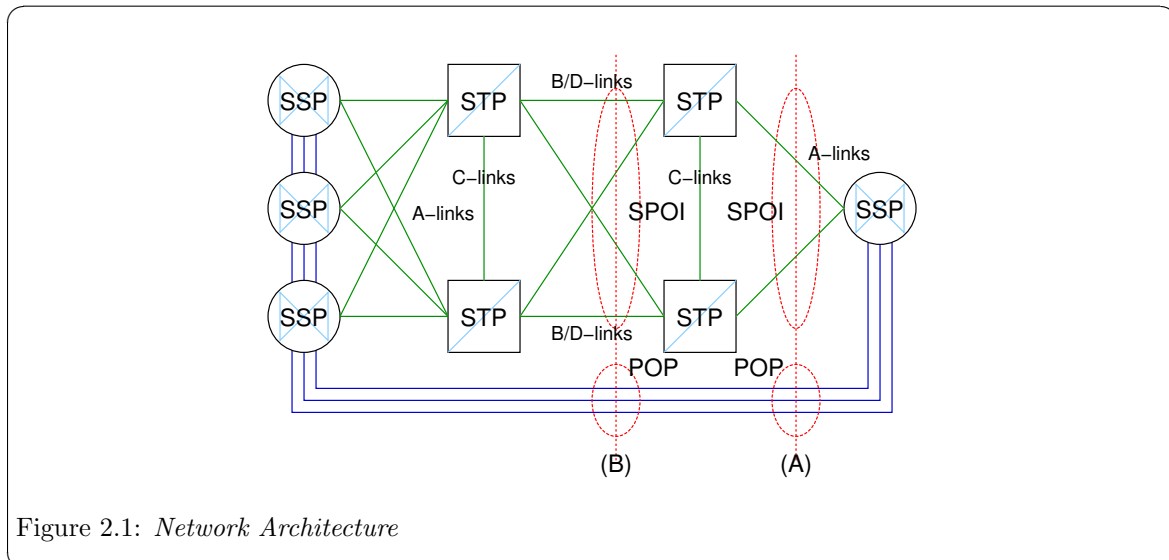 B/D−links
SSP
STP
STP
A−links
C−links
C−links
SSP
A−links
SPOI
SPOI
SSP
SSP
STP
STP
B/D−links
POP
POP
(B)
(A)
Figure 2.1: Network Architecture